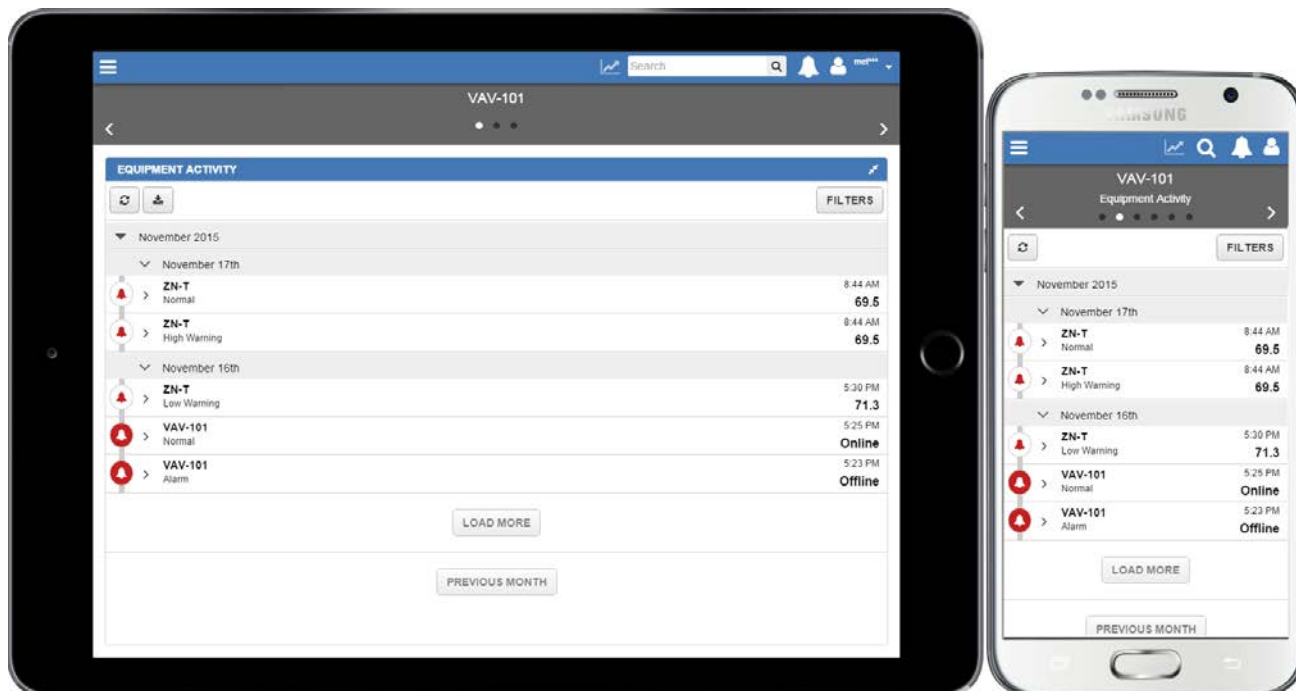 Search
met***
VAV-101
EQUIPMENT ACTIVITY
FILTERS
November 2015
November 17th
ZN-T
8:44 AM
Normal
69.5
ZN-T
8:44 AM
High Warning
69.5
November 16th
ZN-T
5:30 PM
Low Warning
71.3
VAV-101
5:25 PM
Normal
Online
VAV-101
5:23 PM
Alarm
Offline
LOAD MORE
PREVIOUS MONTH
SAMSUNG
VAV-101
Equipment Activity
FILTERS
November 2015
November 17th
ZN-T
8:44 AM
Normal
69.5
ZN-T
8:44 AM
High Warning
69.5
November 16th
ZN-T
5:30 PM
Low Warning
71.3
VAV-101
5:25 PM
Normal
Online
VAV-101
5:23 PM
Alarm
Offline
LOAD MORE
PREVIOUS MONTH